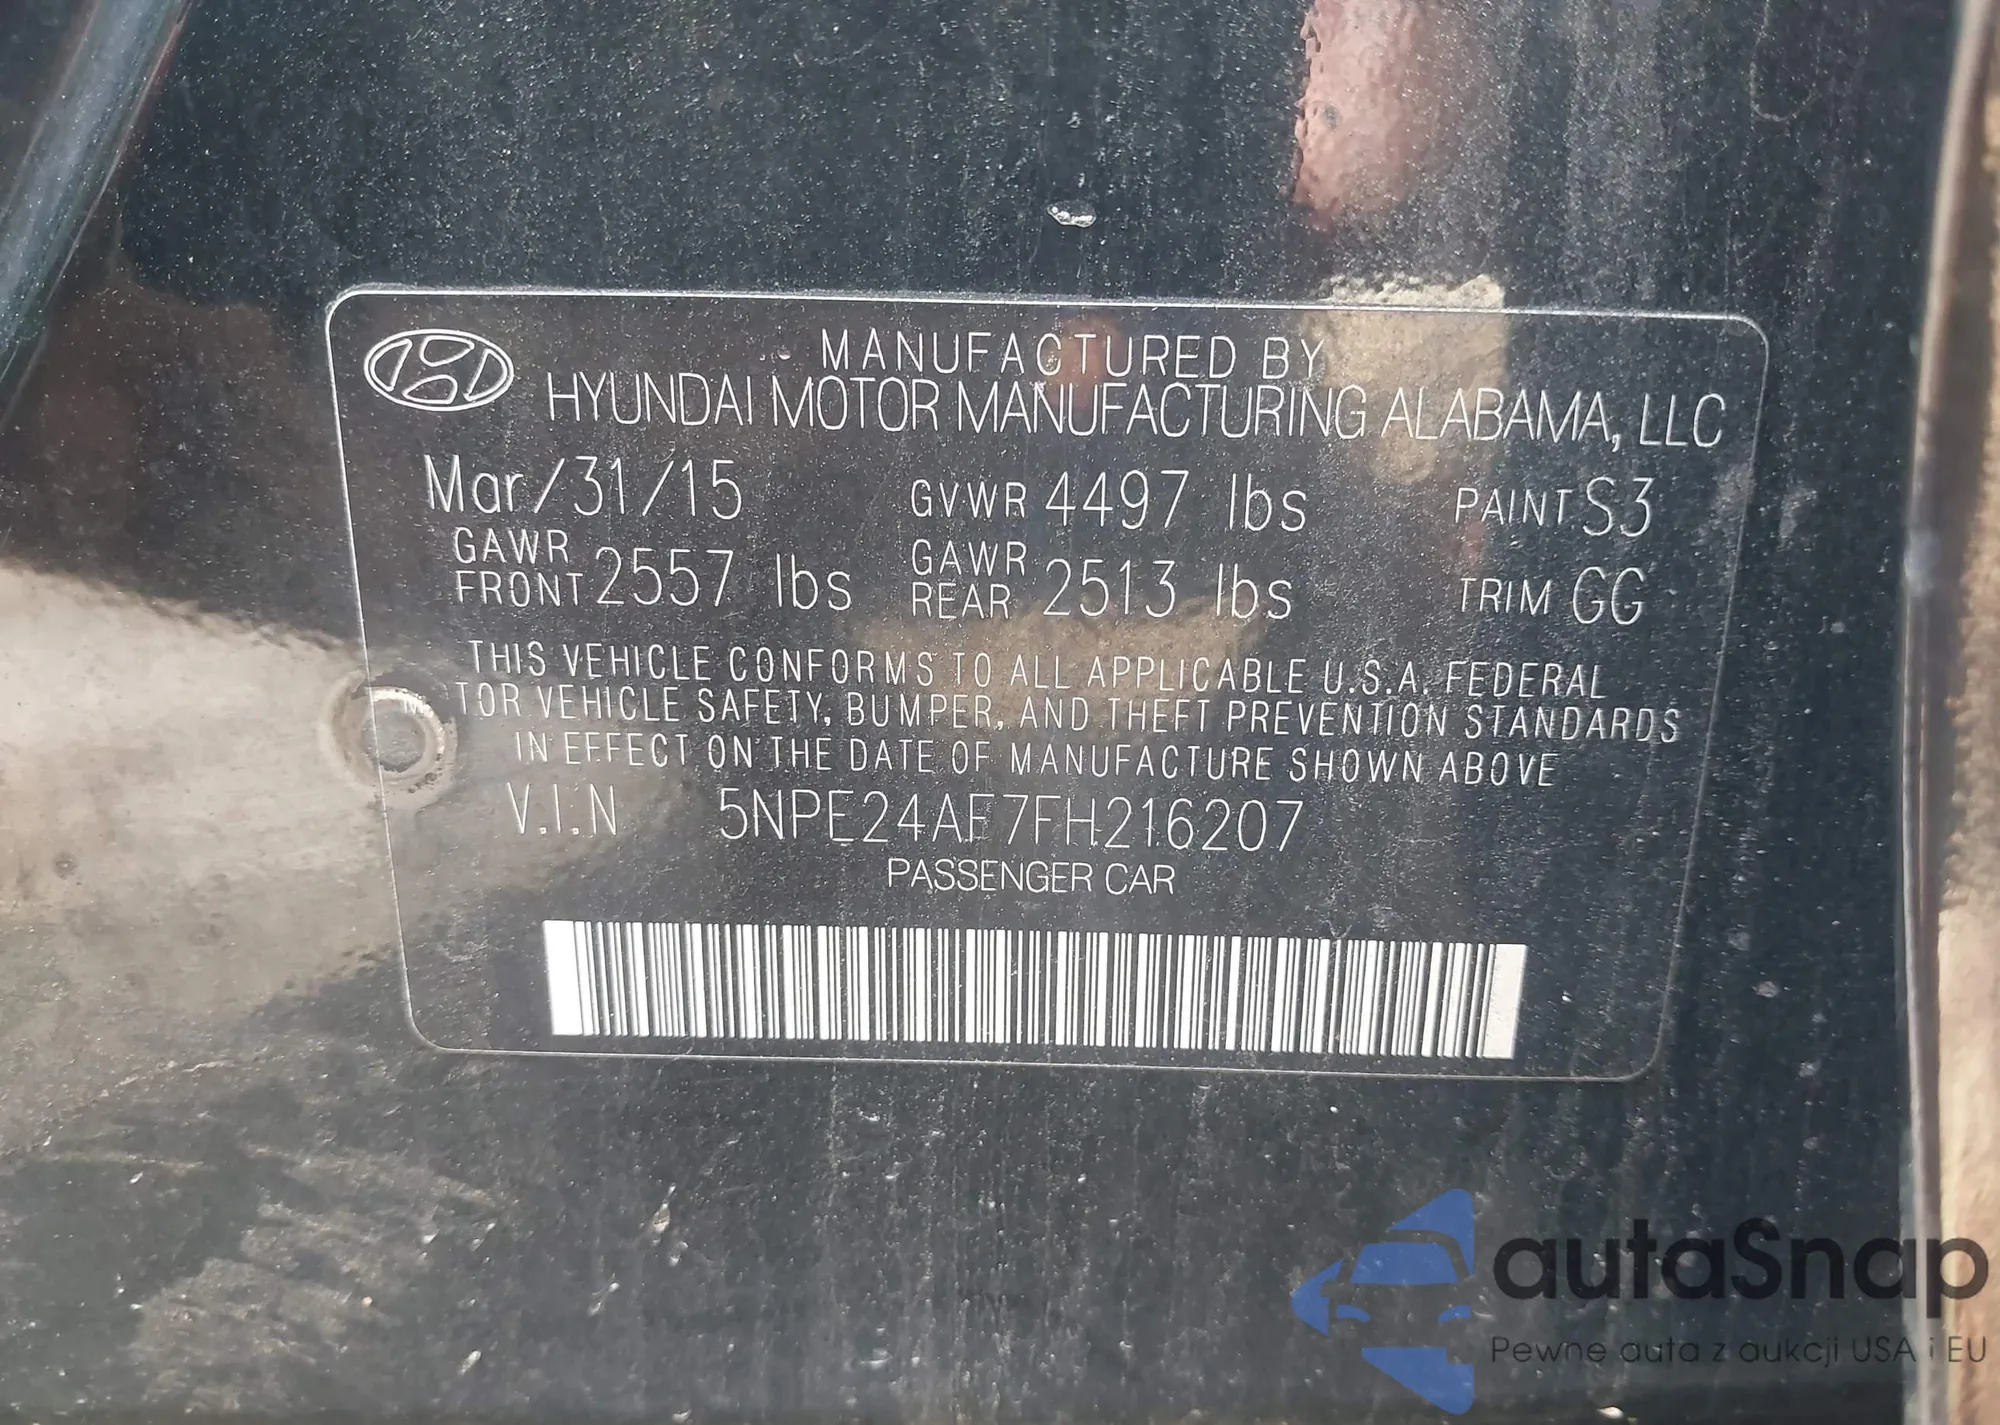 MANUFACTURED BY
HYUNDAI MOTOR MANUFACTURING ALABAMA, LLC
Mar/31/15 GVWR 4497 lbs PAINT S3
GAWR FRONT 2557 lbs GAWR REAR 2513 lbs TRIM GG
THIS VEHICLE CONFORMS TO ALL APPLICABLE U.S.A. FEDERAL
TOR VEHICLE SAFETY, BUMPER, AND THEFT PREVENTION STANDARDS
IN EFFECT ON THE DATE OF MANUFACTURE SHOWN ABOVE
V.I.N 5NPE24AF7FH216207
PASSENGER CAR
autaSnap
Pewne auta z aukcji USA i EU